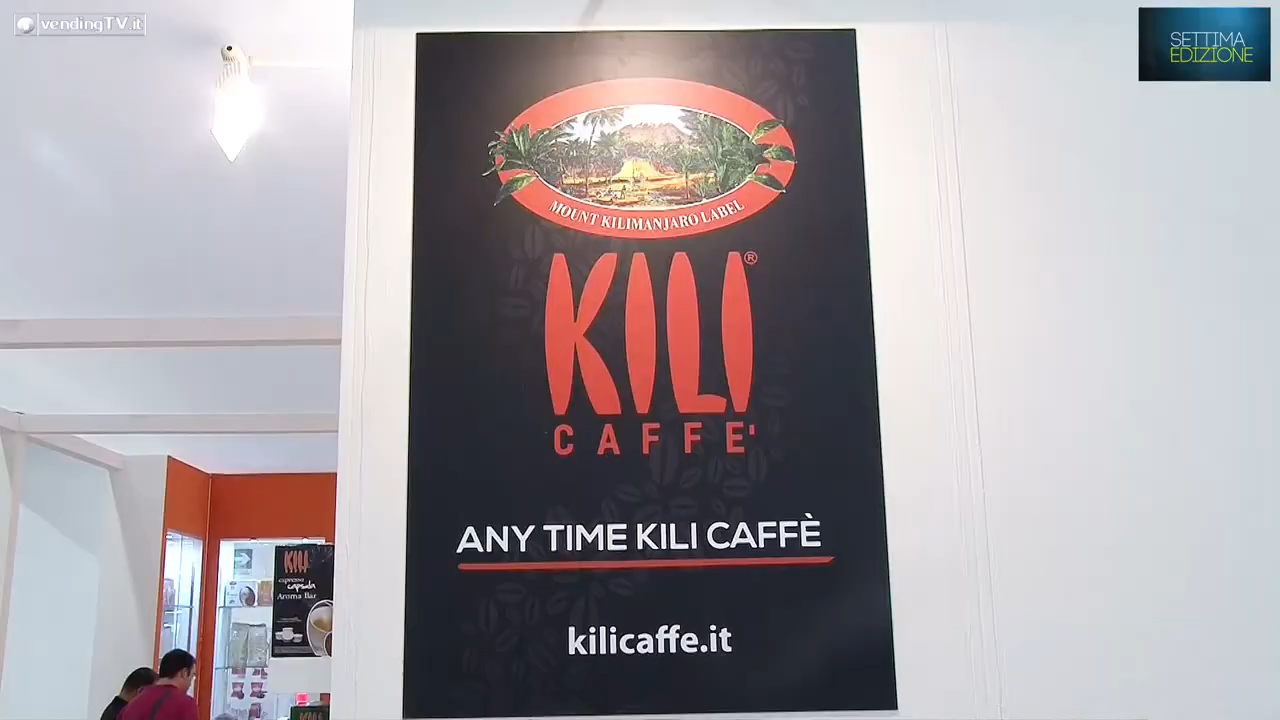 vendingTV.it
SETTIMA
EDIZIONE
MOUNT KILIMANJARO LABEL
KILI®
CAFFE'
ANY TIME KILI CAFFÈ
kilicaffe.it
KILI
espresso
capsula
Aroma Bar
KILI